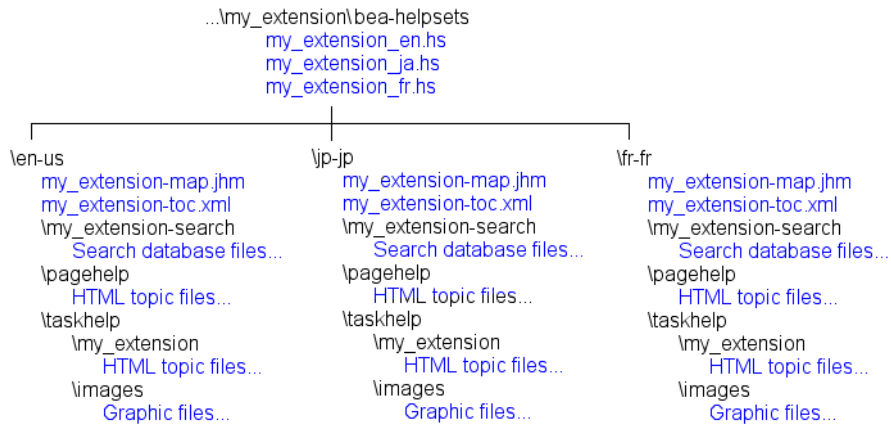 ...\my_extension\bea-helpsets
my_extension_en.hs
my_extension_ja.hs
my_extension_fr.hs
\en-us
my_extension-map.jhm
my_extension-toc.xml
\my_extension-search
Search database files...
\pagehelp
HTML topic files...
\taskhelp
\my_extension
HTML topic files...
\images
Graphic files...
\jp-jp
my_extension-map.jhm
my_extension-toc.xml
\my_extension-search
Search database files...
\pagehelp
HTML topic files...
\taskhelp
\my_extension
HTML topic files...
\images
Graphic files...
\fr-fr
my_extension-map.jhm
my_extension-toc.xml
\my_extension-search
Search database files...
\pagehelp
HTML topic files...
\taskhelp
\my_extension
HTML topic files...
\images
Graphic files...